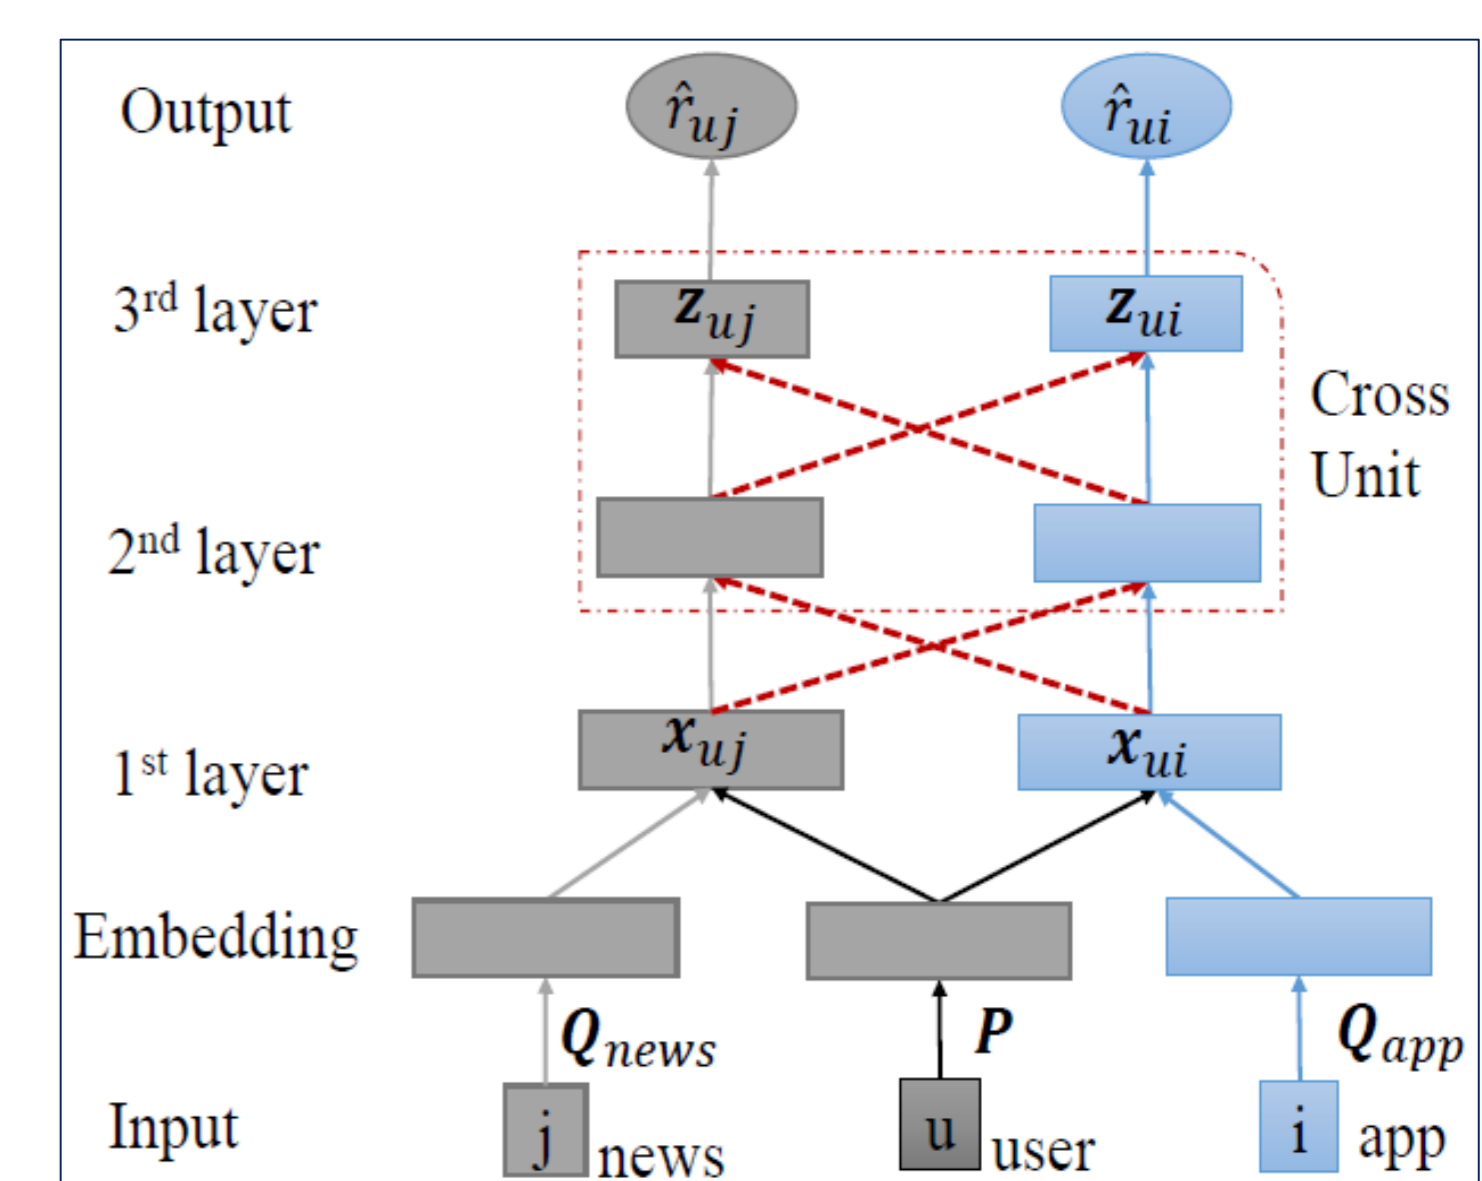 Output r̂uj r̂ui
3rd layer zuj zui
Cross
Unit
2nd layer
1st layer xuj xui
Embedding
Qnews P Qapp
Input j news u user i app